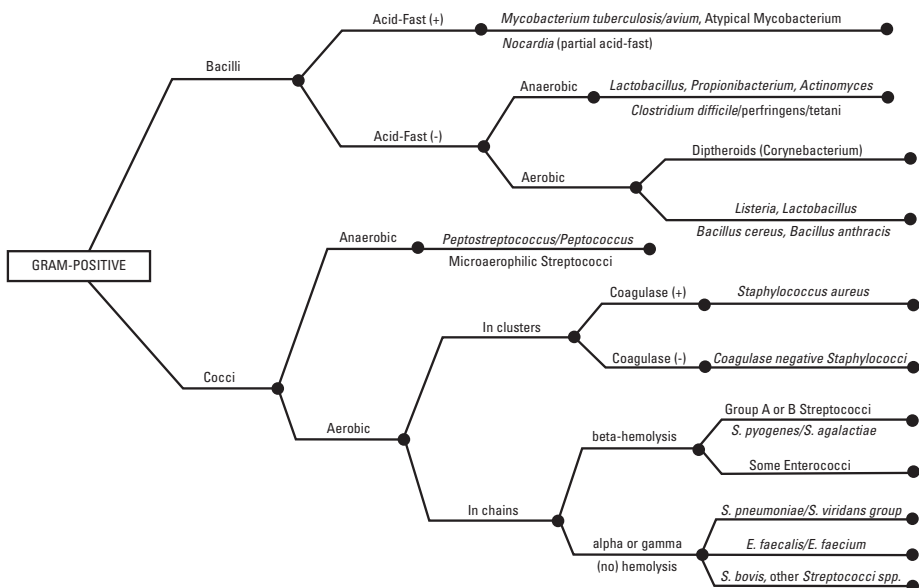 Acid-Fast (+)
Mycobacterium tuberculosis/avium, Atypical Mycobacterium
Nocardia (partial acid-fast)
Bacilli
Anaerobic
Lactobacillus, Propionibacterium, Actinomyces
Clostridium difficile/perfringens/tetani
Acid-Fast (-)
Diptheroids (Corynebacterium)
Aerobic
Listeria, Lactobacillus
Bacillus cereus, Bacillus anthracis
GRAM-POSITIVE
Anaerobic
Peptostreptococcus/Peptococcus
Microaerophilic Streptococci
Coagulase (+)
Staphylococcus aureus
In clusters
Coagulase (-)
Coagulase negative Staphylococci
Cocci
Aerobic
Group A or B Streptococci
S. pyogenes/S. agalactiae
beta-hemolysis
Some Enterococci
In chains
S. pneumoniae/S. viridans group
alpha or gamma
(no) hemolysis
E. faecalis/E. faecium
S. bovis, other Streptococci spp.